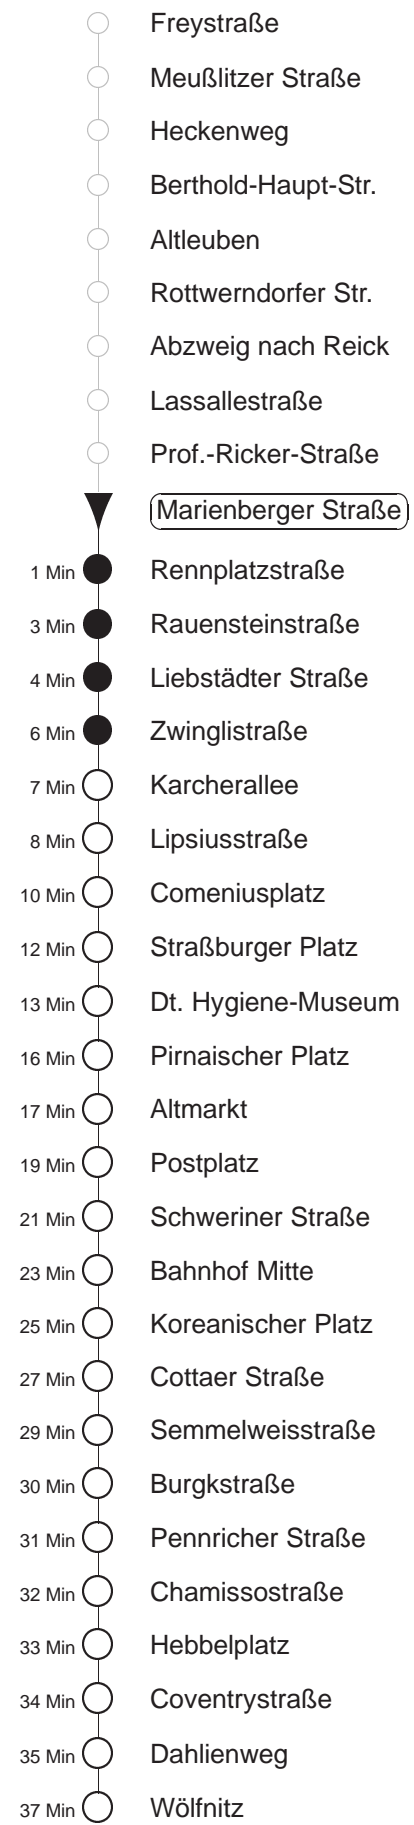 Freystraße
Meußlitzer Straße
Heckenweg
Berthold-Haupt-Str.
Altleuben
Rottwerndorfer Str.
Abzweig nach Reick
Lassallestraße
Prof.-Ricker-Straße
Marienberger Straße
1 Min Rennplatzstraße
3 Min Rauensteinstraße
4 Min Liebstädter Straße
6 Min Zwinglistraße
7 Min Karcherallee
8 Min Lipsiusstraße
10 Min Comeniusplatz
12 Min Straßburger Platz
13 Min Dt. Hygiene-Museum
16 Min Pirnaischer Platz
17 Min Altmarkt
19 Min Postplatz
21 Min Schweriner Straße
23 Min Bahnhof Mitte
25 Min Koreanischer Platz
27 Min Cottaer Straße
29 Min Semmelweisstraße
30 Min Burgkstraße
31 Min Pennricher Straße
32 Min Chamissostraße
33 Min Hebbelplatz
34 Min Coventrystraße
35 Min Dahlienweg
37 Min Wölfnitz